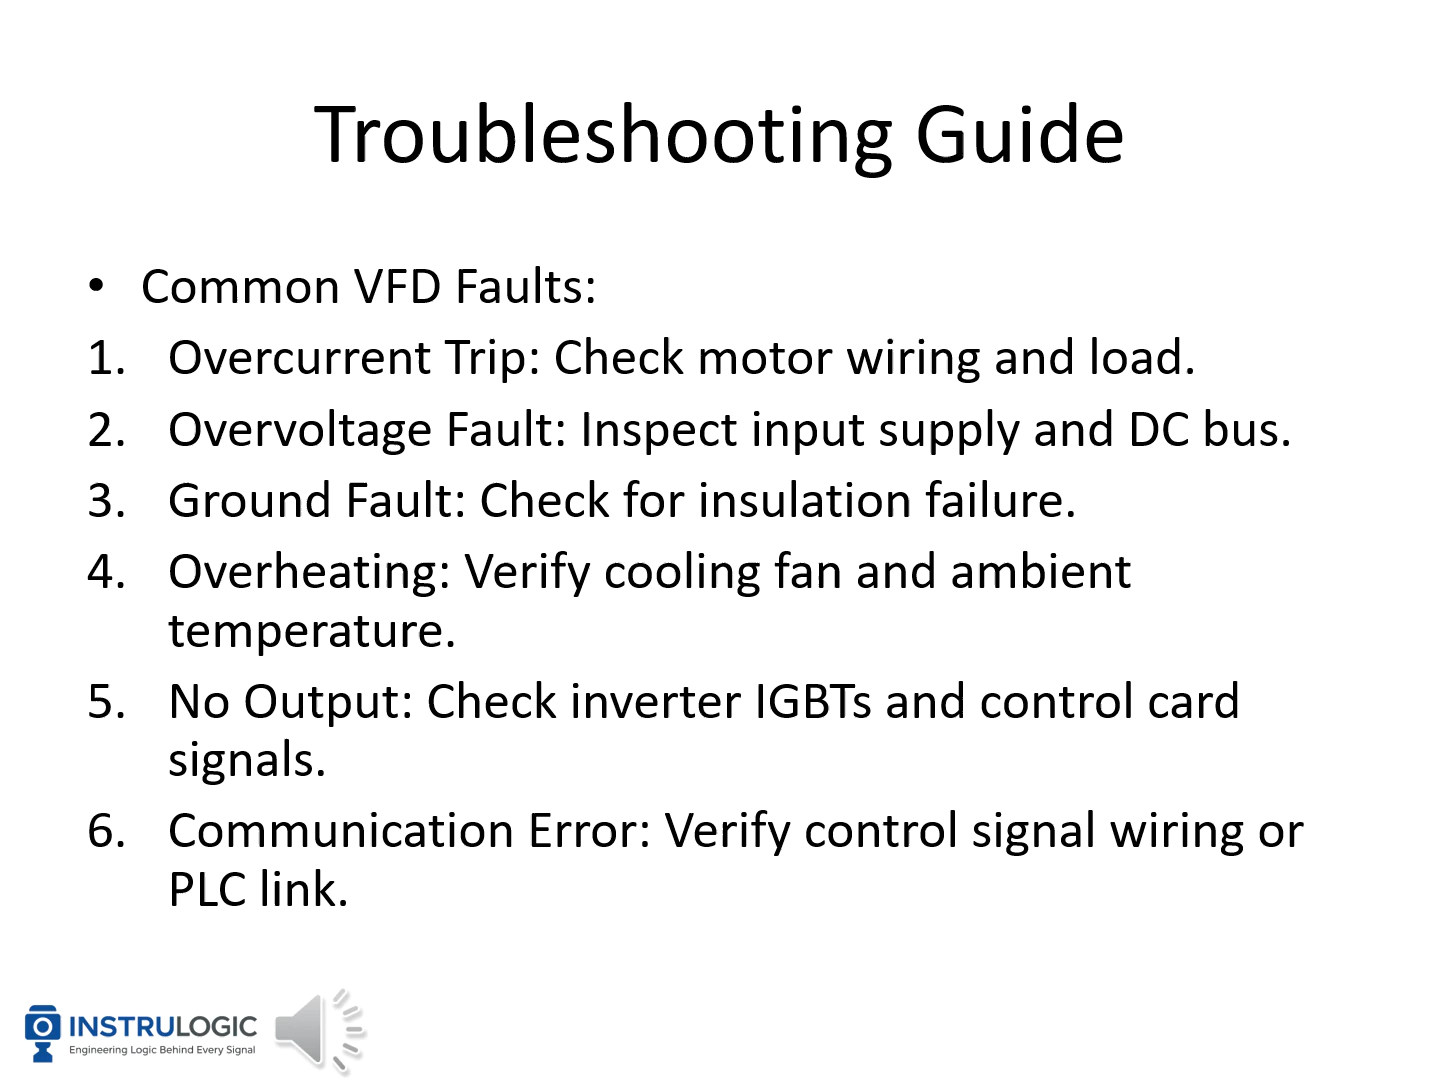 Troubleshooting Guide
• Common VFD Faults:
1. Overcurrent Trip: Check motor wiring and load.
2. Overvoltage Fault: Inspect input supply and DC bus.
3. Ground Fault: Check for insulation failure.
4. Overheating: Verify cooling fan and ambient
temperature.
5. No Output: Check inverter IGBTs and control card
signals.
6. Communication Error: Verify control signal wiring or
PLC link.
INSTRULOGIC
Engineering Logic Behind Every Signal